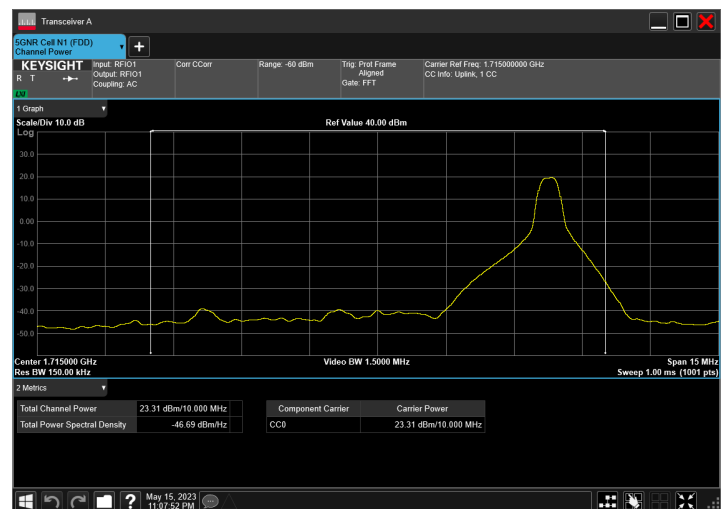 Transceiver A
5GNR Cell N1 (FDD)
Channel Power
KEYSIGHT
R T
LXI
Input: RFIO1
Output: RFIO1
Coupling: AC
Corr CCorr
Range: -60 dBm
Trig: Prot Frame
Aligned
Gate: FFT
Carrier Ref Freq: 1.715000000 GHz
CC Info: Uplink, 1 CC
1 Graph
Scale/Div 10.0 dB
Ref Value 40.00 dBm
Log
30.0
20.0
10.0
0.00
-10.0
-20.0
-30.0
-40.0
-50.0
Center 1.715000 GHz
Video BW 1.5000 MHz
Span 15 MHz
Res BW 150.00 kHz
Sweep 1.00 ms (1001 pts)
2 Metrics
Total Channel Power 23.31 dBm/10.000 MHz
Total Power Spectral Density -46.69 dBm/Hz
Component Carrier Carrier Power
CC0 23.31 dBm/10.000 MHz
May 15, 2023
11:07:52 PM